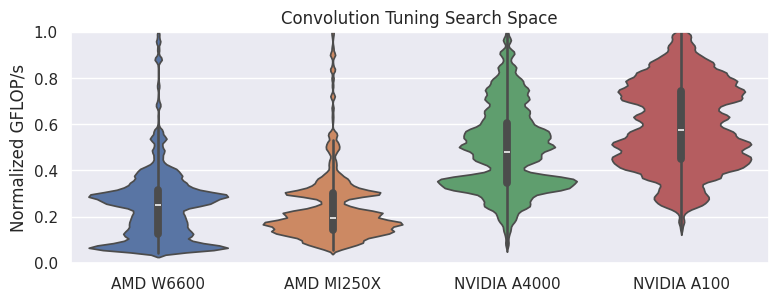 Convolution Tuning Search Space
Normalized GFLOP/s
1.0
0.8
0.6
0.4
0.2
0.0
AMD W6600
AMD MI250X
NVIDIA A4000
NVIDIA A100